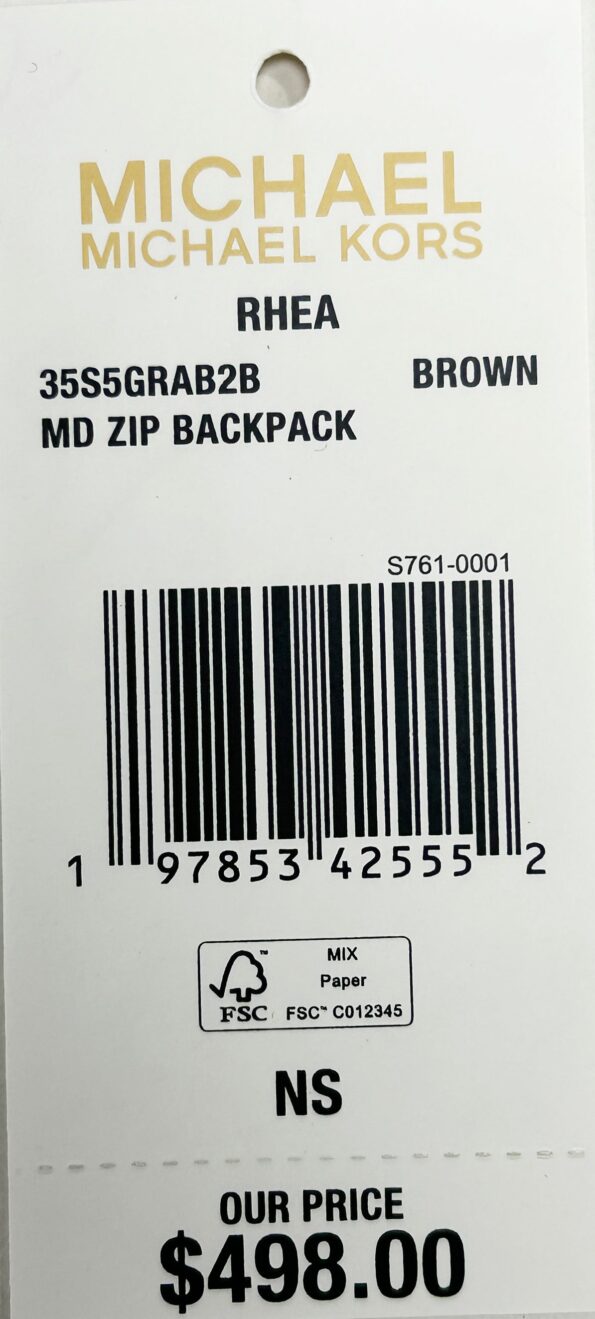 MICHAEL
MICHAEL KORS
RHEA
35S5GRAB2B BROWN
MD ZIP BACKPACK
S761-0001
1 97853 42555 2
FSC™
MIX
Paper
FSC™ C012345
NS
OUR PRICE
$498.00